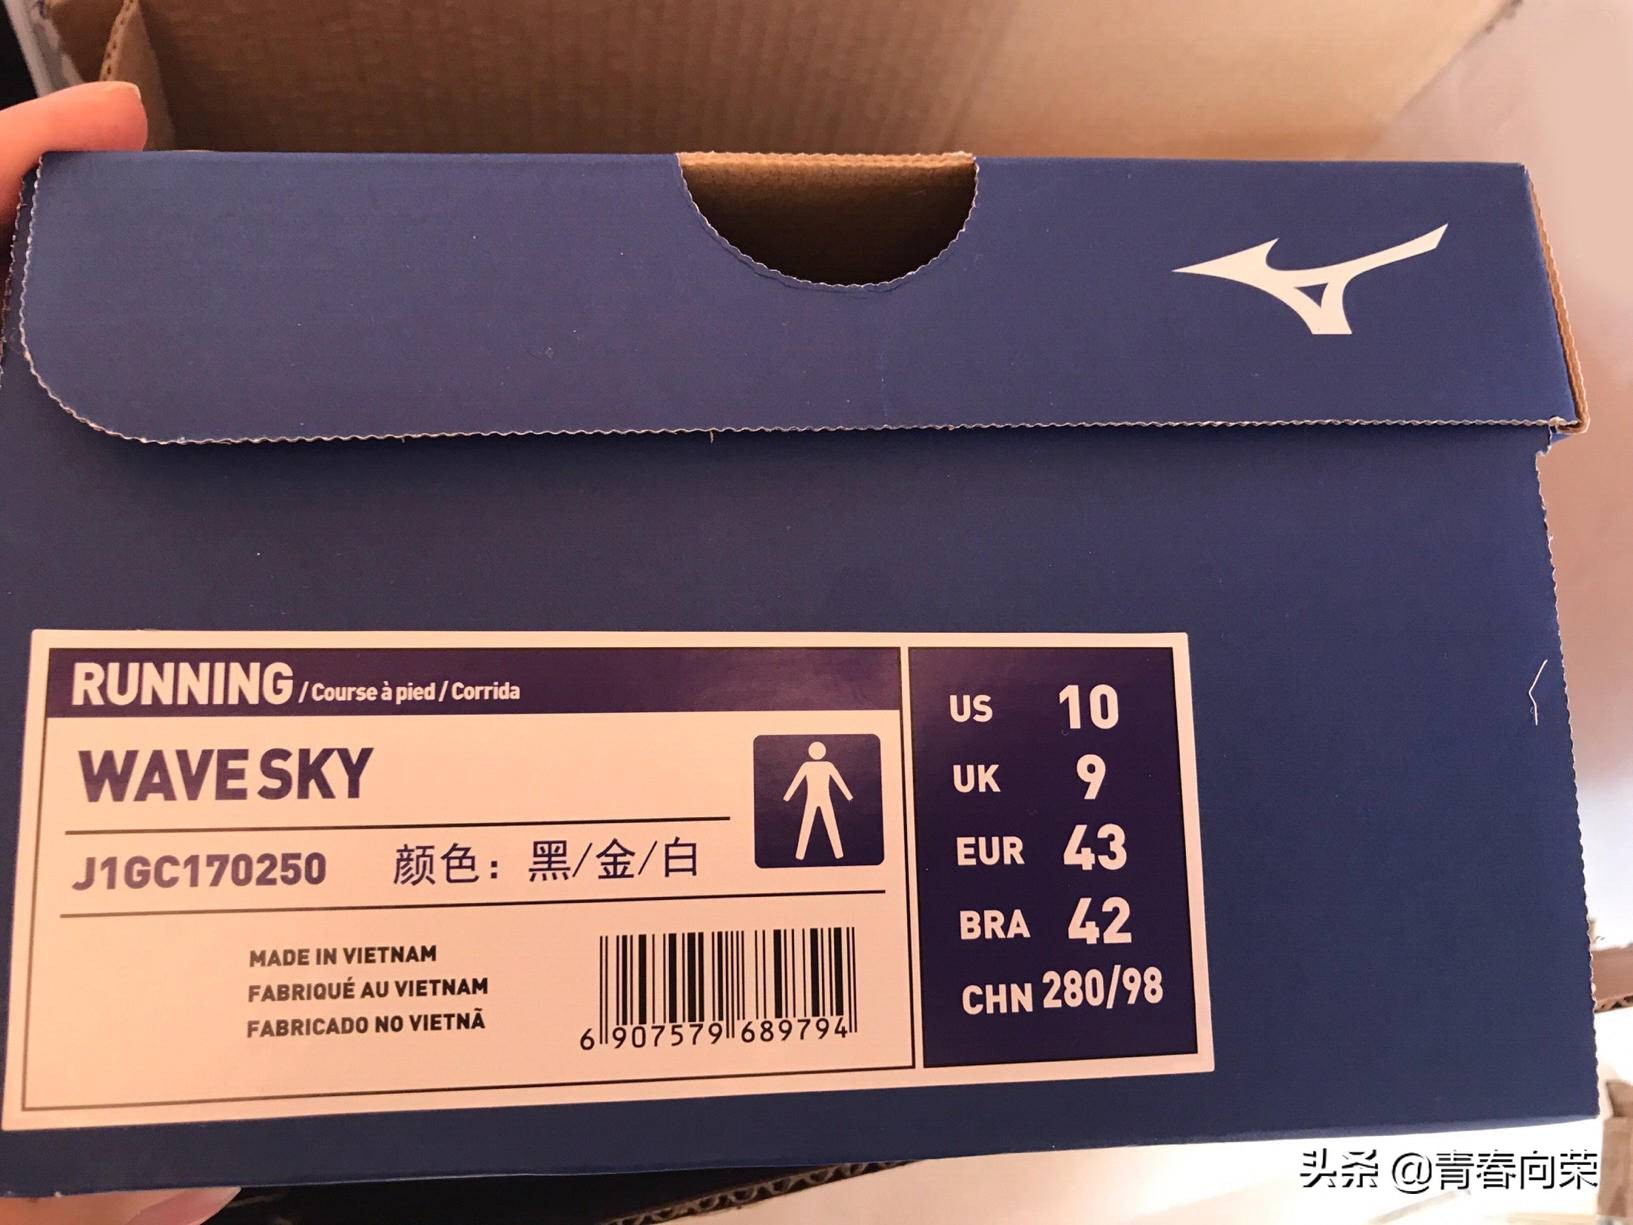 RUNNING / Course à pied / Corrida
WAVE SKY
J1GC170250 颜色：黑/金/白
MADE IN VIETNAM
FABRIQUÉ AU VIETNAM
FABRICADO NO VIETNÃ
6 907579 689794
US 10
UK 9
EUR 43
BRA 42
CHN 280/98
头条 @青春向荣